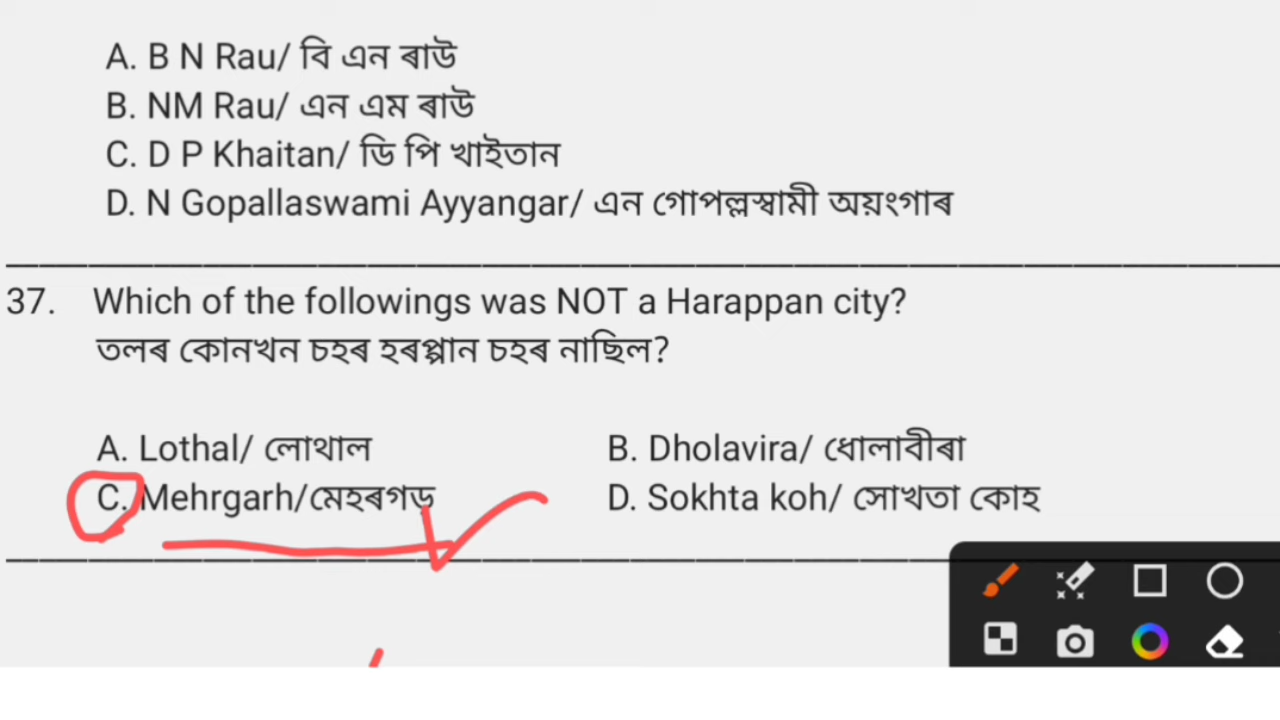 A. B N Rau/ বি এন ৰাউ
B. NM Rau/ এন এম ৰাউ
C. D P Khaitan/ ডি পি খাইতান
D. N Gopallaswami Ayyangar/ এন গোপল্লস্বামী অয়ংগাৰ
37. Which of the followings was NOT a Harappan city?
তলৰ কোনখন চহৰ হৰপ্পান চহৰ নাছিল?
A. Lothal/ লোথাল B. Dholavira/ ধোলাবীৰা
C. Mehrgarh/মেহৰগড় D. Sokhta koh/ সোখতা কোহ